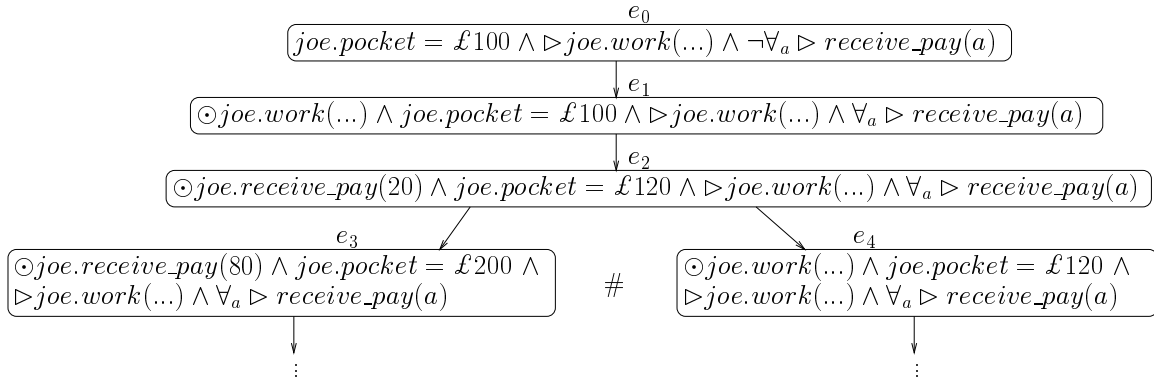 e₀
joe.pocket = £100 ∧ ▷joe.work(...) ∧ ¬∀ₐ ▷ receive_pay(a)
e₁
⊙joe.work(...) ∧ joe.pocket = £100 ∧ ▷joe.work(...) ∧ ∀ₐ ▷ receive_pay(a)
e₂
⊙joe.receive_pay(20) ∧ joe.pocket = £120 ∧ ▷joe.work(...) ∧ ∀ₐ ▷ receive_pay(a)
e₃
⊙joe.receive_pay(80) ∧ joe.pocket = £200 ∧
▷joe.work(...) ∧ ∀ₐ ▷ receive_pay(a)
#
e₄
⊙joe.work(...) ∧ joe.pocket = £120 ∧
▷joe.work(...) ∧ ∀ₐ ▷ receive_pay(a)
⋮
⋮